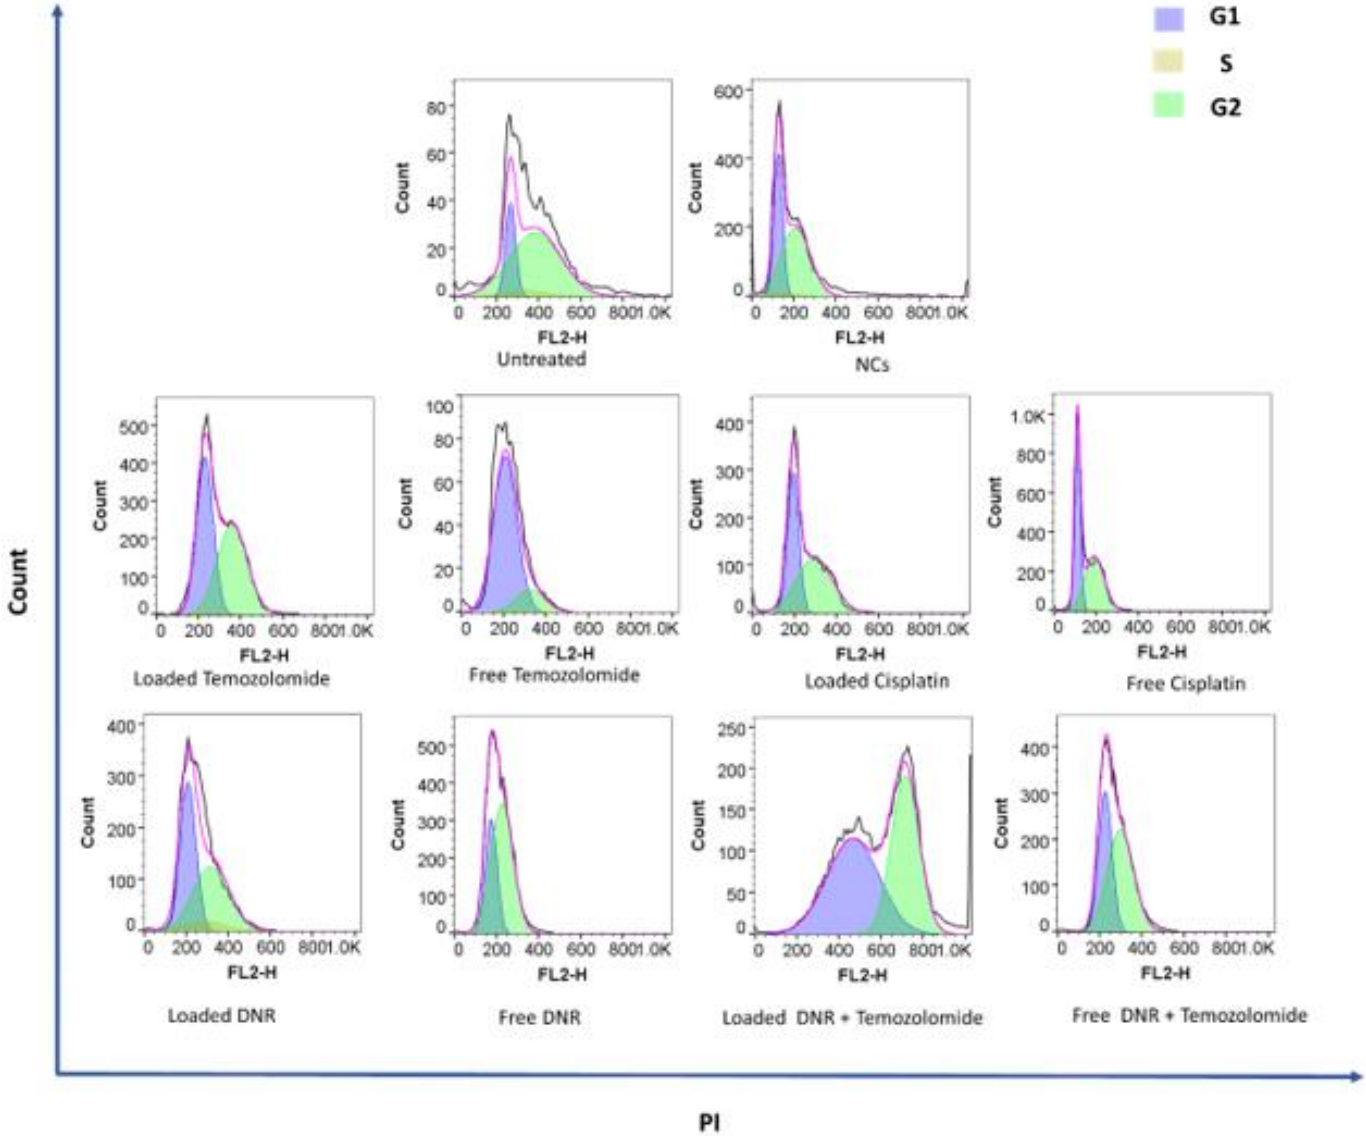 G1
S
G2
80
60
40
20
0
Count
0 200 400 600 8001.0K
FL2-H
Untreated
600
400
200
0
Count
0 200 400 600 8001.0K
FL2-H
NCs
500
400
300
200
100
0
Count
0 200 400 600 8001.0K
FL2-H
Loaded Temozolomide
100
80
60
40
20
0
Count
0 200 400 600 8001.0K
FL2-H
Free Temozolomide
400
300
200
100
0
Count
0 200 400 600 8001.0K
FL2-H
Loaded Cisplatin
1.0K
800
600
400
200
0
Count
0 200 400 600 8001.0K
FL2-H
Free Cisplatin
400
300
200
100
0
Count
0 200 400 600 8001.0K
FL2-H
Loaded DNR
500
400
300
200
100
0
Count
0 200 400 600 8001.0K
FL2-H
Free DNR
250
200
150
100
50
0
Count
0 200 400 600 8001.0K
FL2-H
Loaded DNR + Temozolomide
400
300
200
100
0
Count
0 200 400 600 8001.0K
FL2-H
Free DNR + Temozolomide
Count
PI